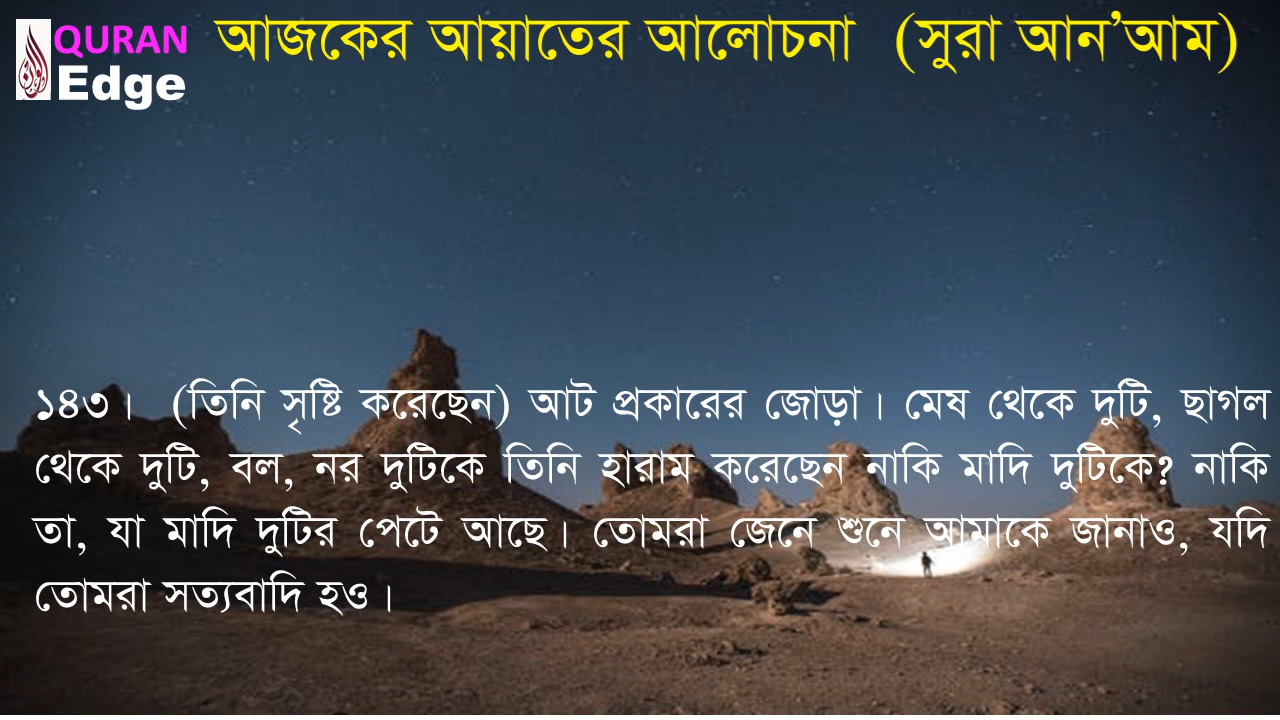 QURAN
Edge
আজকের আয়াতের আলোচনা (সুরা আন’আম)
১৪৩। (তিনি সৃষ্টি করেছেন) আট প্রকারের জোড়া। মেষ থেকে দুটি, ছাগল
থেকে দুটি, বল, নর দুটিকে তিনি হারাম করেছেন নাকি মাদি দুটিকে? নাকি
তা, যা মাদি দুটির পেটে আছে। তোমরা জেনে শুনে আমাকে জানাও, যদি
তোমরা সত্যবাদি হও।